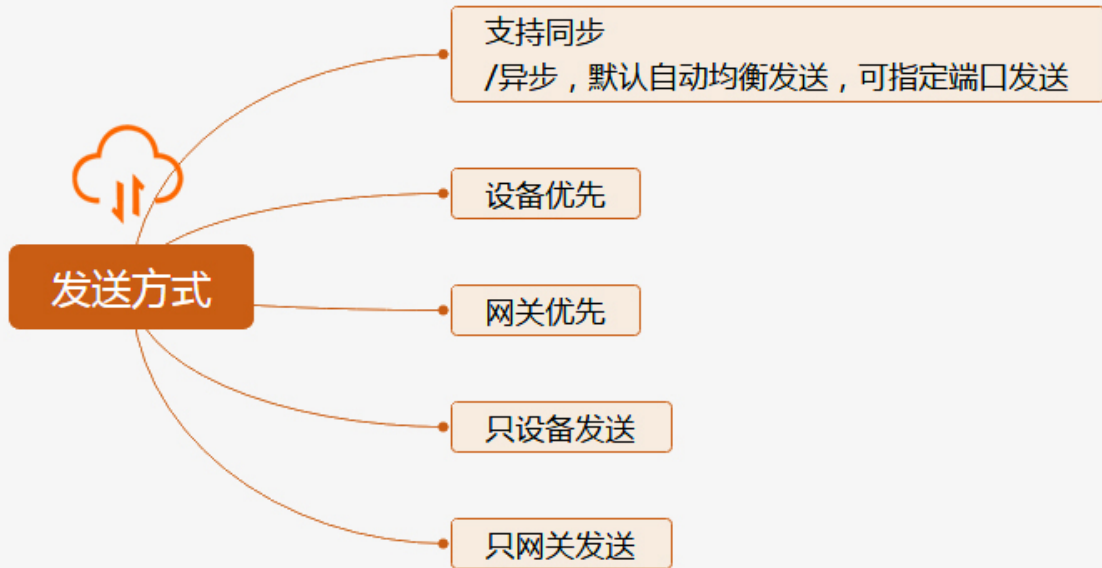 支持同步
/异步，默认自动均衡发送，可指定端口发送
设备优先
发送方式
网关优先
只设备发送
只网关发送